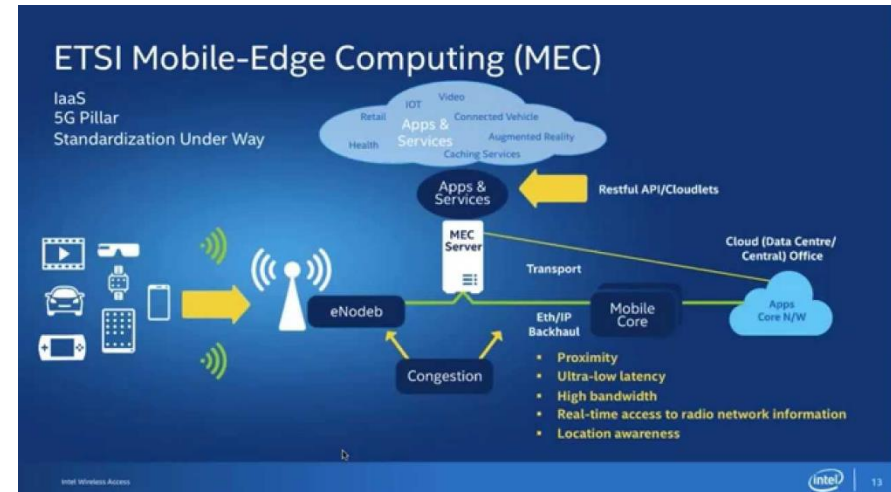 ETSI Mobile-Edge Computing (MEC)
IaaS
5G Pillar
Standardization Under Way
IOT
Video
Retail
Apps &
Services
Connected Vehicle
Health
Augmented Reality
Caching Services
Apps &
Services
Restful API/Cloudlets
MEC
Server
Cloud (Data Centre/
Central) Office
Transport
eNodeb
Eth/IP
Backhaul
Mobile
Core
Apps
Core N/W
Congestion
▪ Proximity
▪ Ultra-low latency
▪ High bandwidth
▪ Real-time access to radio network information
▪ Location awareness
Intel Wireless Access
intel
13